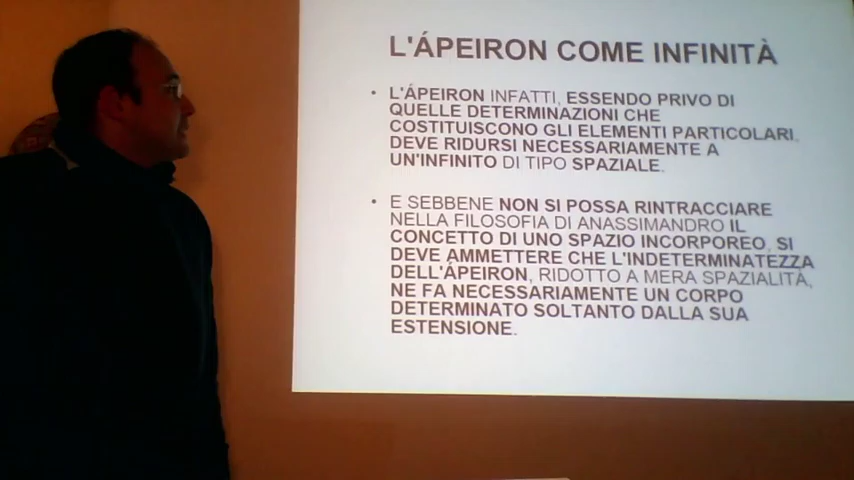 L'ÁPEIRON COME INFINITÀ
• L'ÁPEIRON INFATTI, ESSENDO PRIVO DI
QUELLE DETERMINAZIONI CHE
COSTITUISCONO GLI ELEMENTI PARTICOLARI,
DEVE RIDURSI NECESSARIAMENTE A
UN'INFINITO DI TIPO SPAZIALE.
• E SEBBENE NON SI POSSA RINTRACCIARE
NELLA FILOSOFIA DI ANASSIMANDRO IL
CONCETTO DI UNO SPAZIO INCORPOREO, SI
DEVE AMMETTERE CHE L'INDETERMINATEZZA
DELL'ÁPEIRON, RIDOTTO A MERA SPAZIALITÀ,
NE FA NECESSARIAMENTE UN CORPO
DETERMINATO SOLTANTO DALLA SUA
ESTENSIONE.